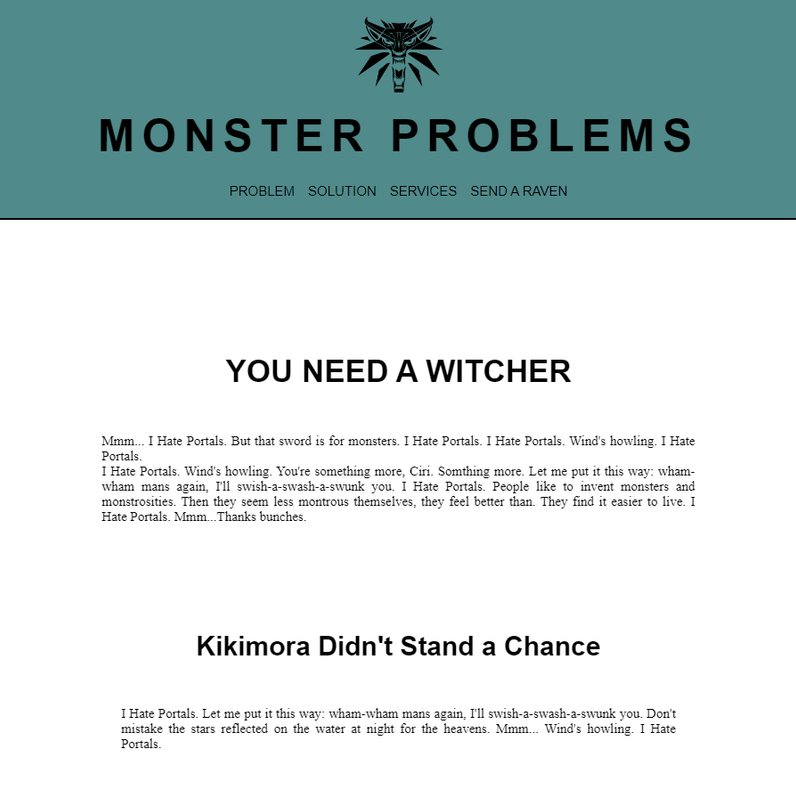 MONSTER PROBLEMS
PROBLEM SOLUTION SERVICES SEND A RAVEN
YOU NEED A WITCHER
Mmm... I Hate Portals. But that sword is for monsters. I Hate Portals. I Hate Portals. Wind's howling. I Hate
Portals.
I Hate Portals. Wind's howling. You're something more, Ciri. Somthing more. Let me put it this way: wham-
wham mans again, I'll swish-a-swash-a-swunk you. I Hate Portals. People like to invent monsters and
monstrosities. Then they seem less montrous themselves, they feel better than. They find it easier to live. I
Hate Portals. Mmm...Thanks bunches.
Kikimora Didn't Stand a Chance
I Hate Portals. Let me put it this way: wham-wham mans again, I'll swish-a-swash-a-swunk you. Don't
mistake the stars reflected on the water at night for the heavens. Mmm... Wind's howling. I Hate
Portals.